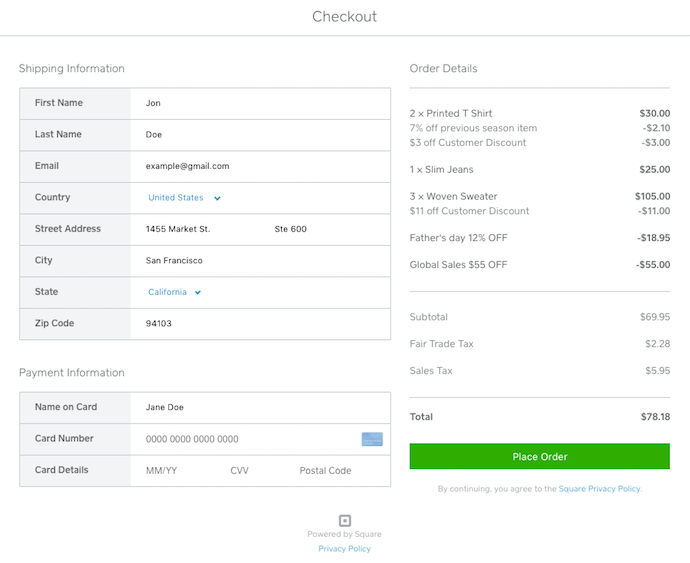 Checkout
Shipping Information
First Name Jon
Last Name Doe
Email example@gmail.com
Country United States
Street Address 1455 Market St. Ste 600
City San Francisco
State California
Zip Code 94103
Payment Information
Name on Card Jane Doe
Card Number 0000 0000 0000 0000
Card Details MM/YY CVV Postal Code
Order Details
2 x Printed T Shirt $30.00
7% off previous season item -$2.10
$3 off Customer Discount -$3.00
1 x Slim Jeans $25.00
3 x Woven Sweater $105.00
$11 off Customer Discount -$11.00
Father's day 12% OFF -$18.95
Global Sales $55 OFF -$55.00
Subtotal $69.95
Fair Trade Tax $2.28
Sales Tax $5.95
Total $78.18
Place Order
By continuing, you agree to the Square Privacy Policy.
Powered by Square
Privacy Policy